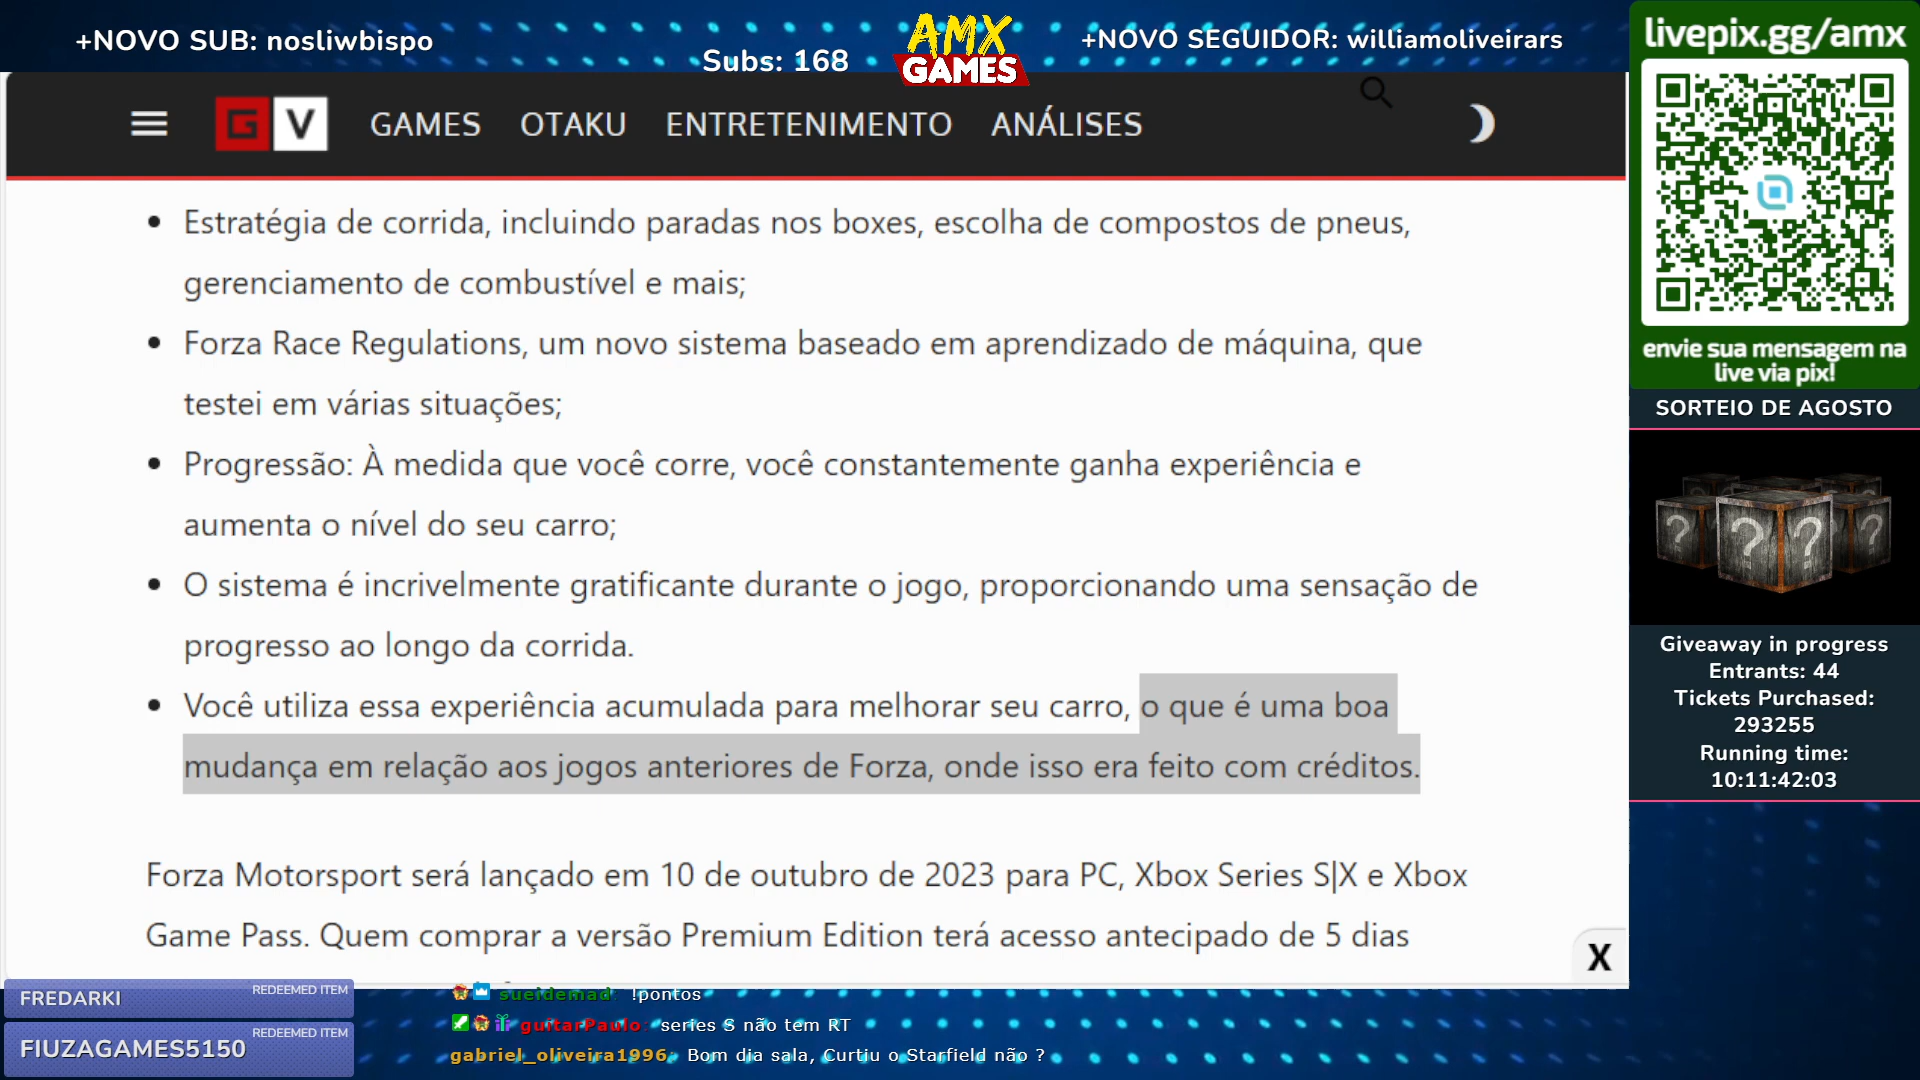 +NOVO SUB: nosliwbispo
Subs: 168
AMX
GAMES
+NOVO SEGUIDOR: williamoliveirars
livepix.gg/amx
envie sua mensagem na
live via pix!
GV
GAMES OTAKU ENTRETENIMENTO ANÁLISES
• Estratégia de corrida, incluindo paradas nos boxes, escolha de compostos de pneus,
gerenciamento de combustível e mais;
• Forza Race Regulations, um novo sistema baseado em aprendizado de máquina, que
testei em várias situações;
• Progressão: À medida que você corre, você constantemente ganha experiência e
aumenta o nível do seu carro;
• O sistema é incrivelmente gratificante durante o jogo, proporcionando uma sensação de
progresso ao longo da corrida.
• Você utiliza essa experiência acumulada para melhorar seu carro, o que é uma boa
mudança em relação aos jogos anteriores de Forza, onde isso era feito com créditos.
Forza Motorsport será lançado em 10 de outubro de 2023 para PC, Xbox Series S|X e Xbox
Game Pass. Quem comprar a versão Premium Edition terá acesso antecipado de 5 dias
X
SORTEIO DE AGOSTO
? ? ? ?
Giveaway in progress
Entrants: 44
Tickets Purchased:
293255
Running time:
10:11:42:03
FREDARKI REDEEMED ITEM
FIUZAGAMES5150 REDEEMED ITEM
sueldemad: !pontos
guitarPaulo: series S não tem RT
gabriel_oliveira1996: Bom dia sala, Curtiu o Starfield não ?